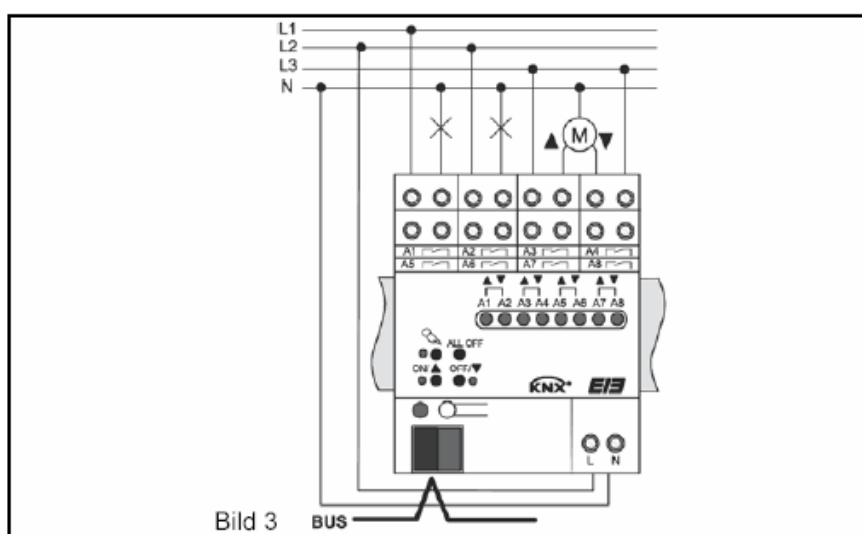 L1
L2
L3
N
M
A1 A2 A3 A4
A5 A6 A7 A8
A1 A2 A3 A4 A5 A6 A7 A8
ALL OFF
ON/▲ OFF/▼
KNX® EIB
L N
Bild 3 BUS